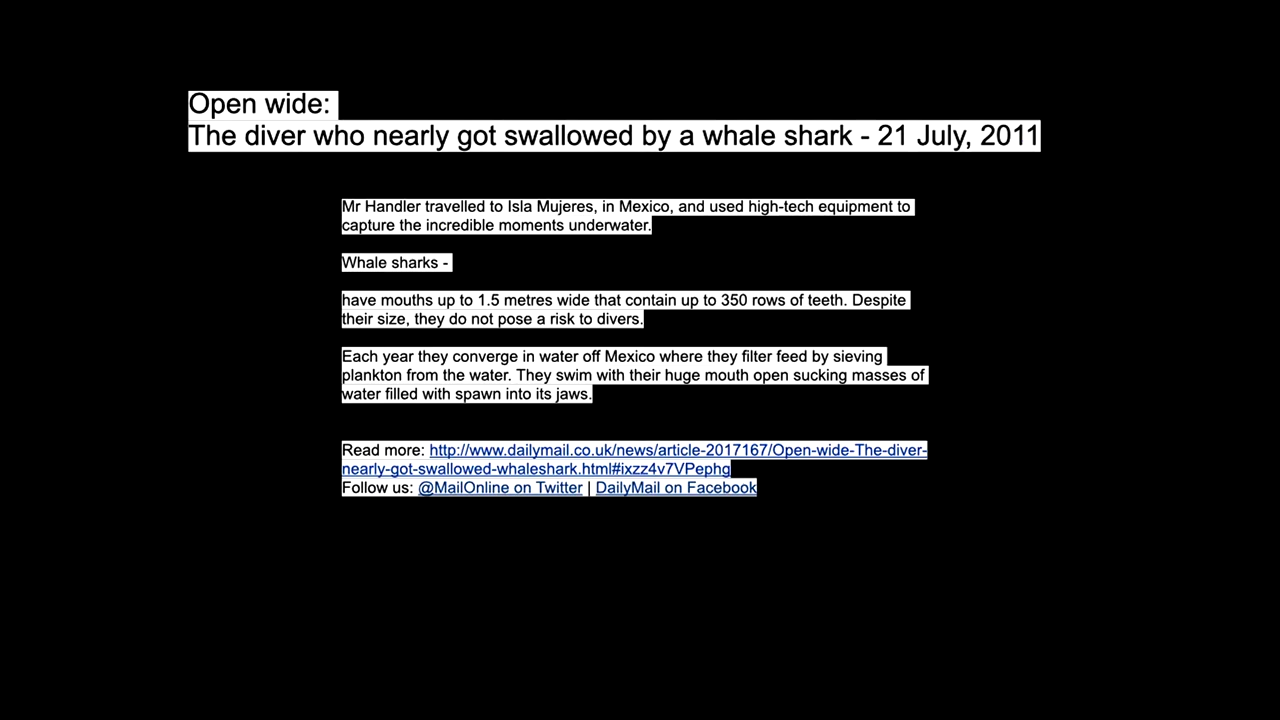 Open wide:
The diver who nearly got swallowed by a whale shark - 21 July, 2011
Mr Handler travelled to Isla Mujeres, in Mexico, and used high-tech equipment to
capture the incredible moments underwater.
Whale sharks -
have mouths up to 1.5 metres wide that contain up to 350 rows of teeth. Despite
their size, they do not pose a risk to divers.
Each year they converge in water off Mexico where they filter feed by sieving
plankton from the water. They swim with their huge mouth open sucking masses of
water filled with spawn into its jaws.
Read more: http://www.dailymail.co.uk/news/article-2017167/Open-wide-The-diver-
nearly-got-swallowed-whaleshark.html#ixzz4v7VPephg
Follow us: @MailOnline on Twitter | DailyMail on Facebook